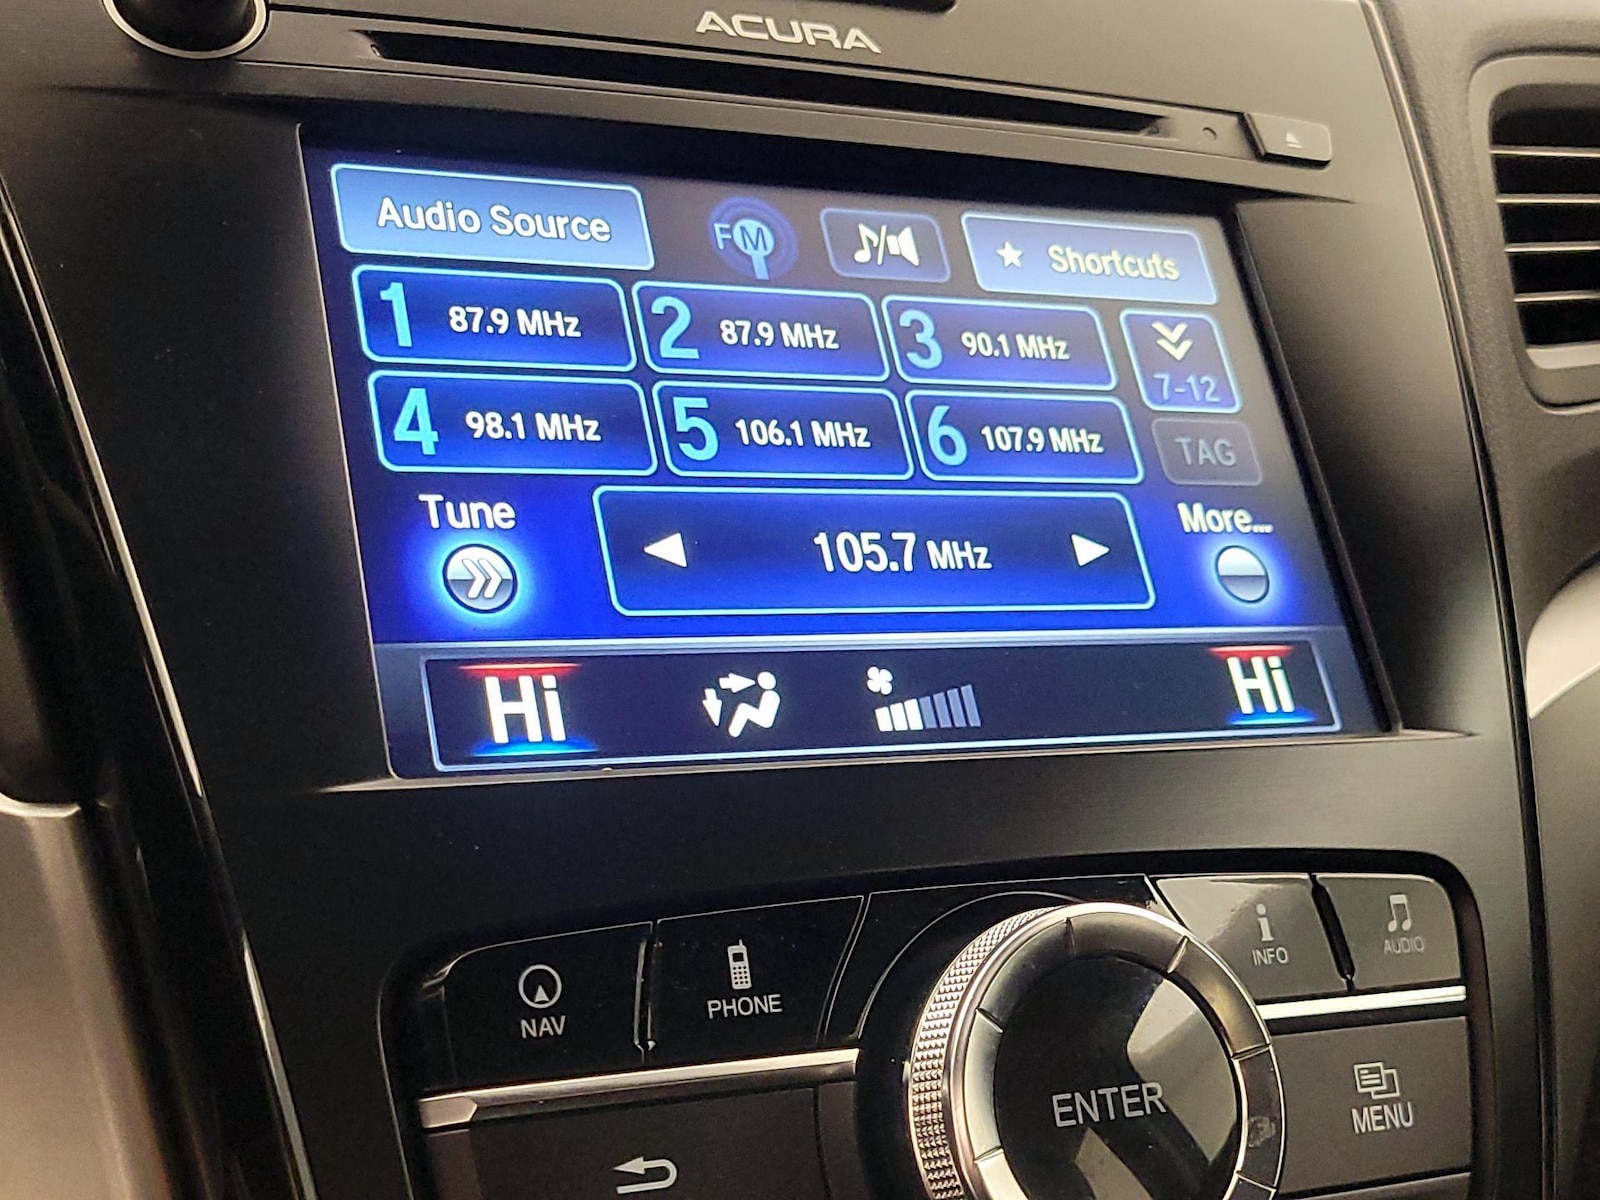 ACURA
Audio Source FM Shortcuts
1 87.9 MHz 2 87.9 MHz 3 90.1 MHz
7-12
4 98.1 MHz 5 106.1 MHz 6 107.9 MHz
TAG
Tune 105.7 MHz More...
Hi Hi
NAV PHONE INFO AUDIO
ENTER MENU